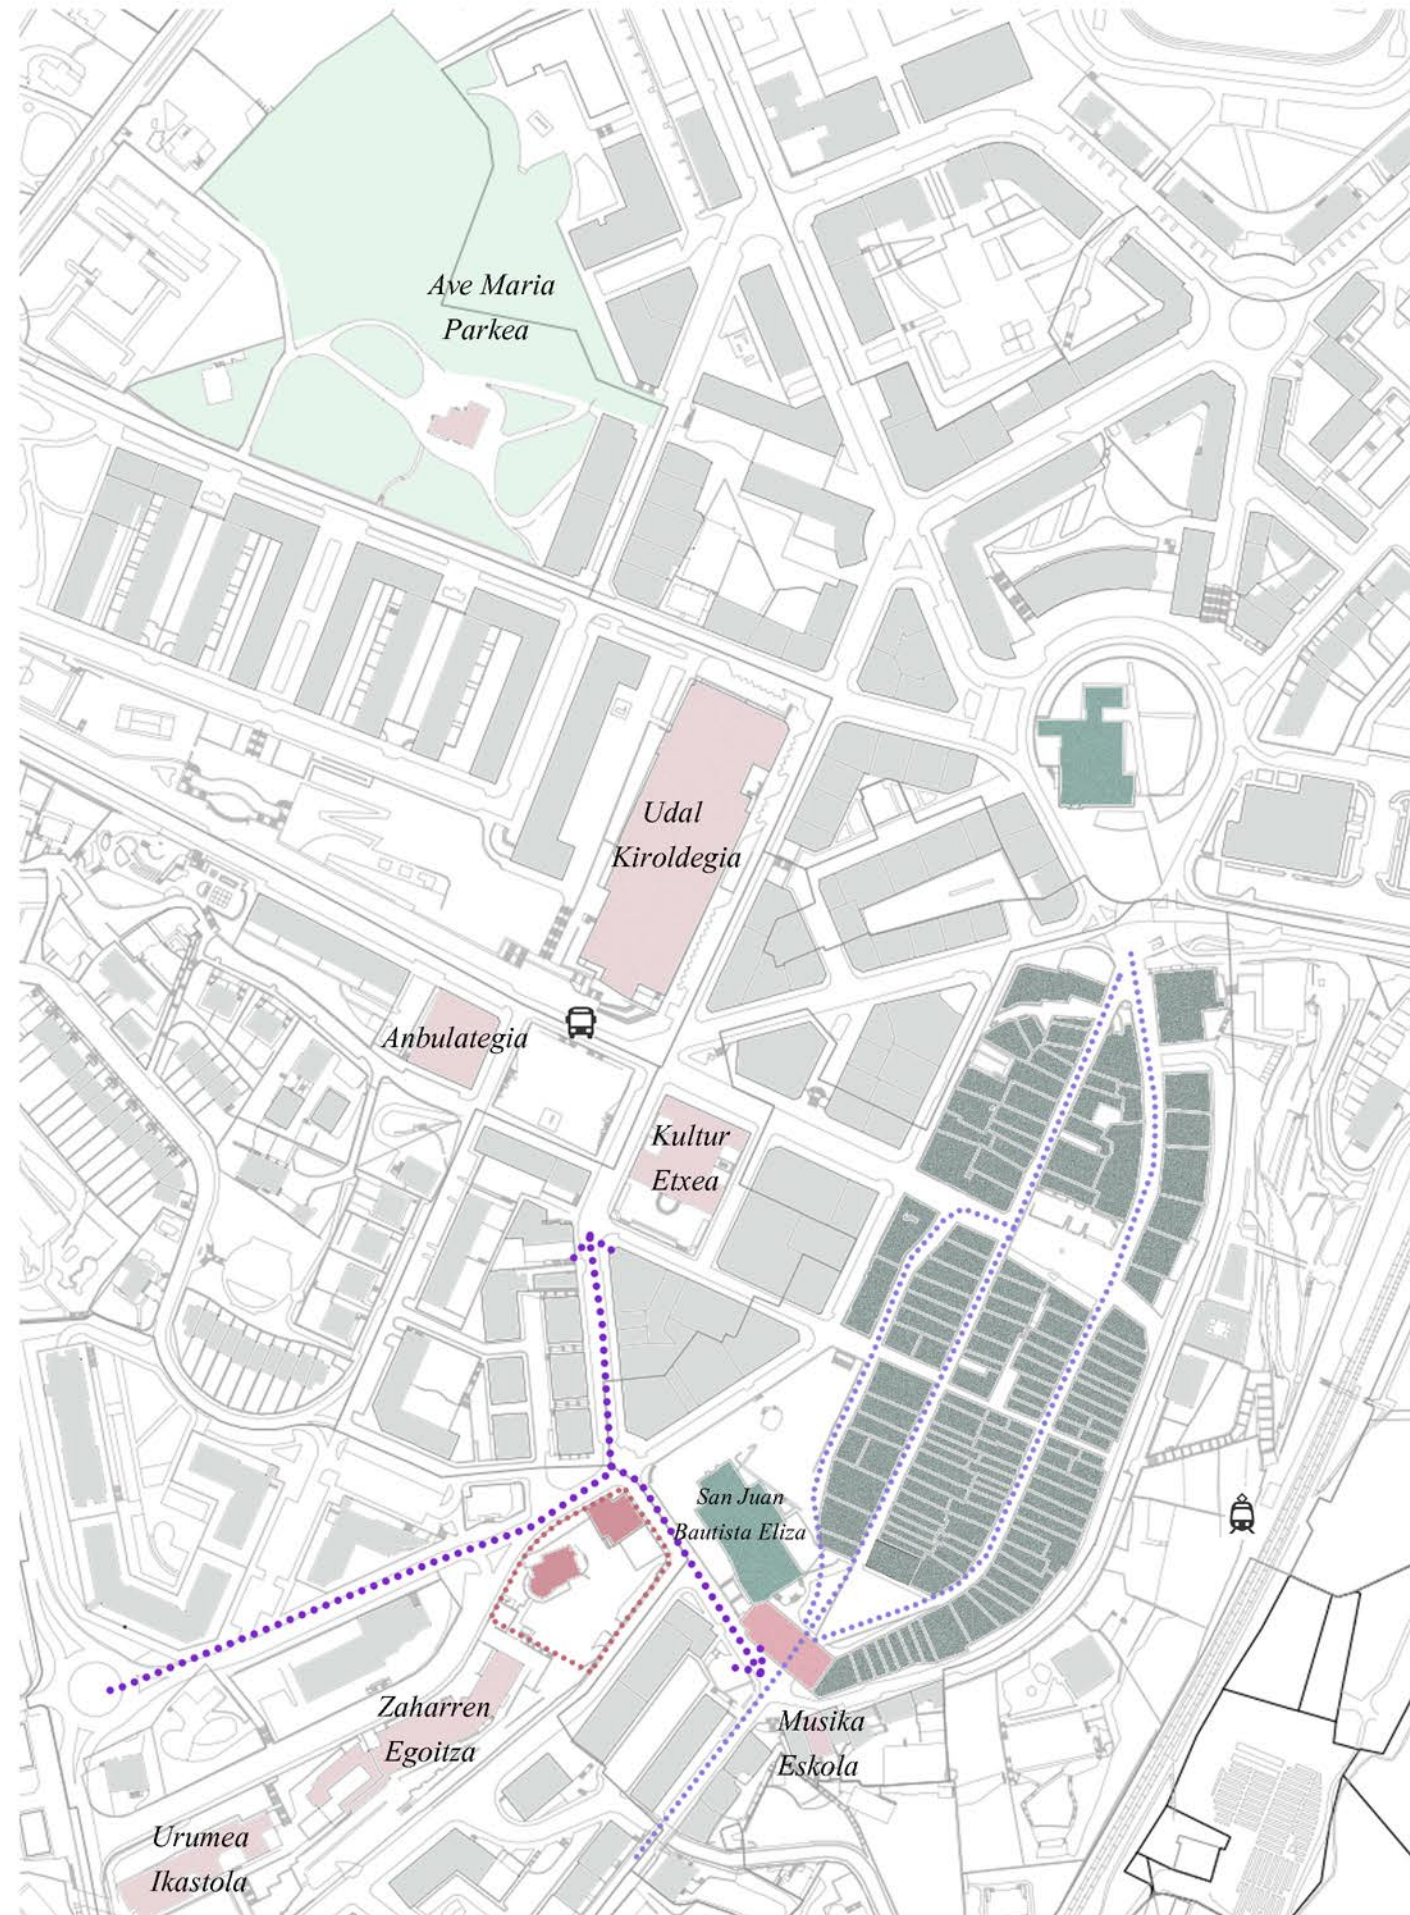 Ave Maria
Parkea
Udal
Kiroldegia
Anbulategia
Kultur
Etxea
San Juan
Bautista Eliza
Zaharren
Egoitza
Musika
Eskola
Urumea
Ikastola